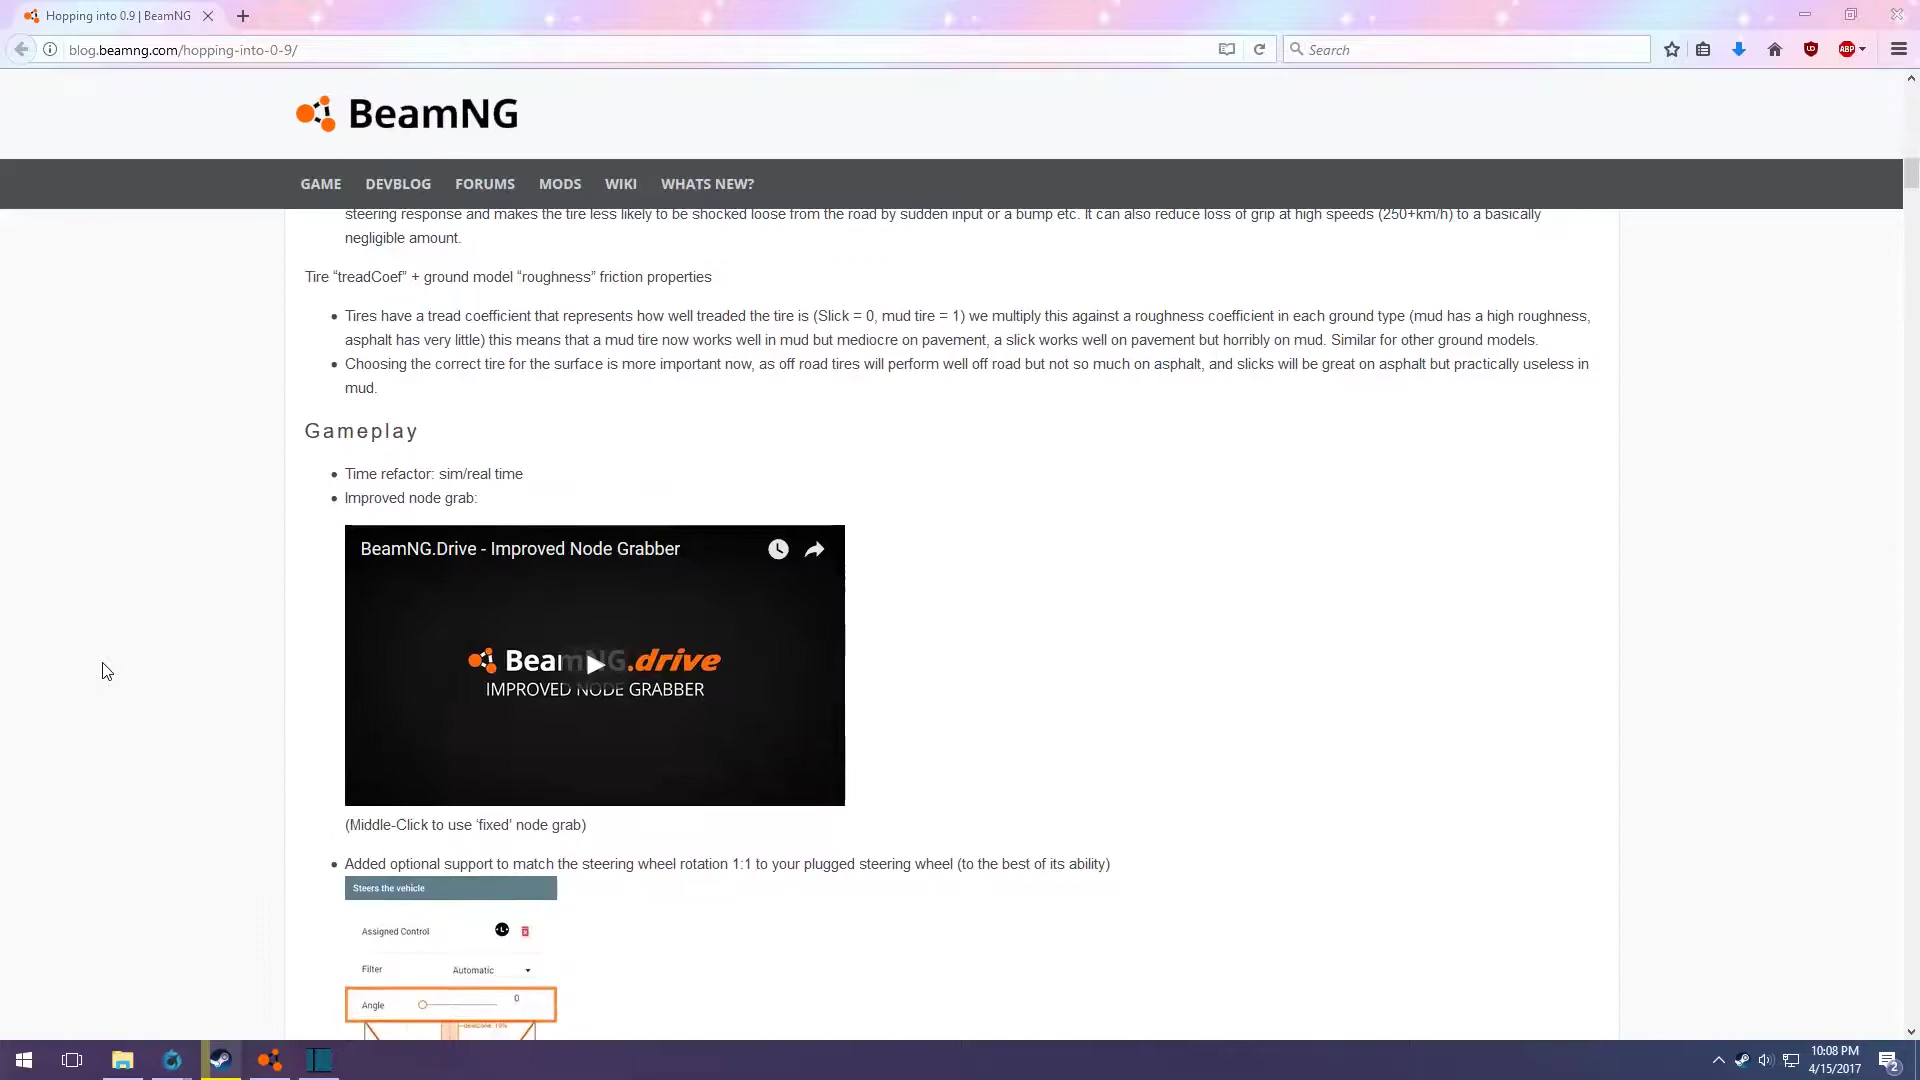 Hopping into 0.9 | BeamNG
blog.beamng.com/hopping-into-0-9/
Search
ABP
BeamNG
GAME DEVBLOG FORUMS MODS WIKI WHATS NEW?
steering response and makes the tire less likely to be shocked loose from the road by sudden input or a bump etc. It can also reduce loss of grip at high speeds (250+km/h) to a basically
negligible amount.
Tire “treadCoef” + ground model “roughness” friction properties
Tires have a tread coefficient that represents how well treaded the tire is (Slick = 0, mud tire = 1) we multiply this against a roughness coefficient in each ground type (mud has a high roughness,
asphalt has very little) this means that a mud tire now works well in mud but mediocre on pavement, a slick works well on pavement but horribly on mud. Similar for other ground models.
Choosing the correct tire for the surface is more important now, as off road tires will perform well off road but not so much on asphalt, and slicks will be great on asphalt but practically useless in
mud.
Gameplay
Time refactor: sim/real time
Improved node grab:
BeamNG.Drive - Improved Node Grabber
BeamNG.drive
IMPROVED NODE GRABBER
(Middle-Click to use ‘fixed’ node grab)
Added optional support to match the steering wheel rotation 1:1 to your plugged steering wheel (to the best of its ability)
Steers the vehicle
Assigned Control
Filter Automatic
Angle 0
deadzone: 10%
10:08 PM
4/15/2017
2